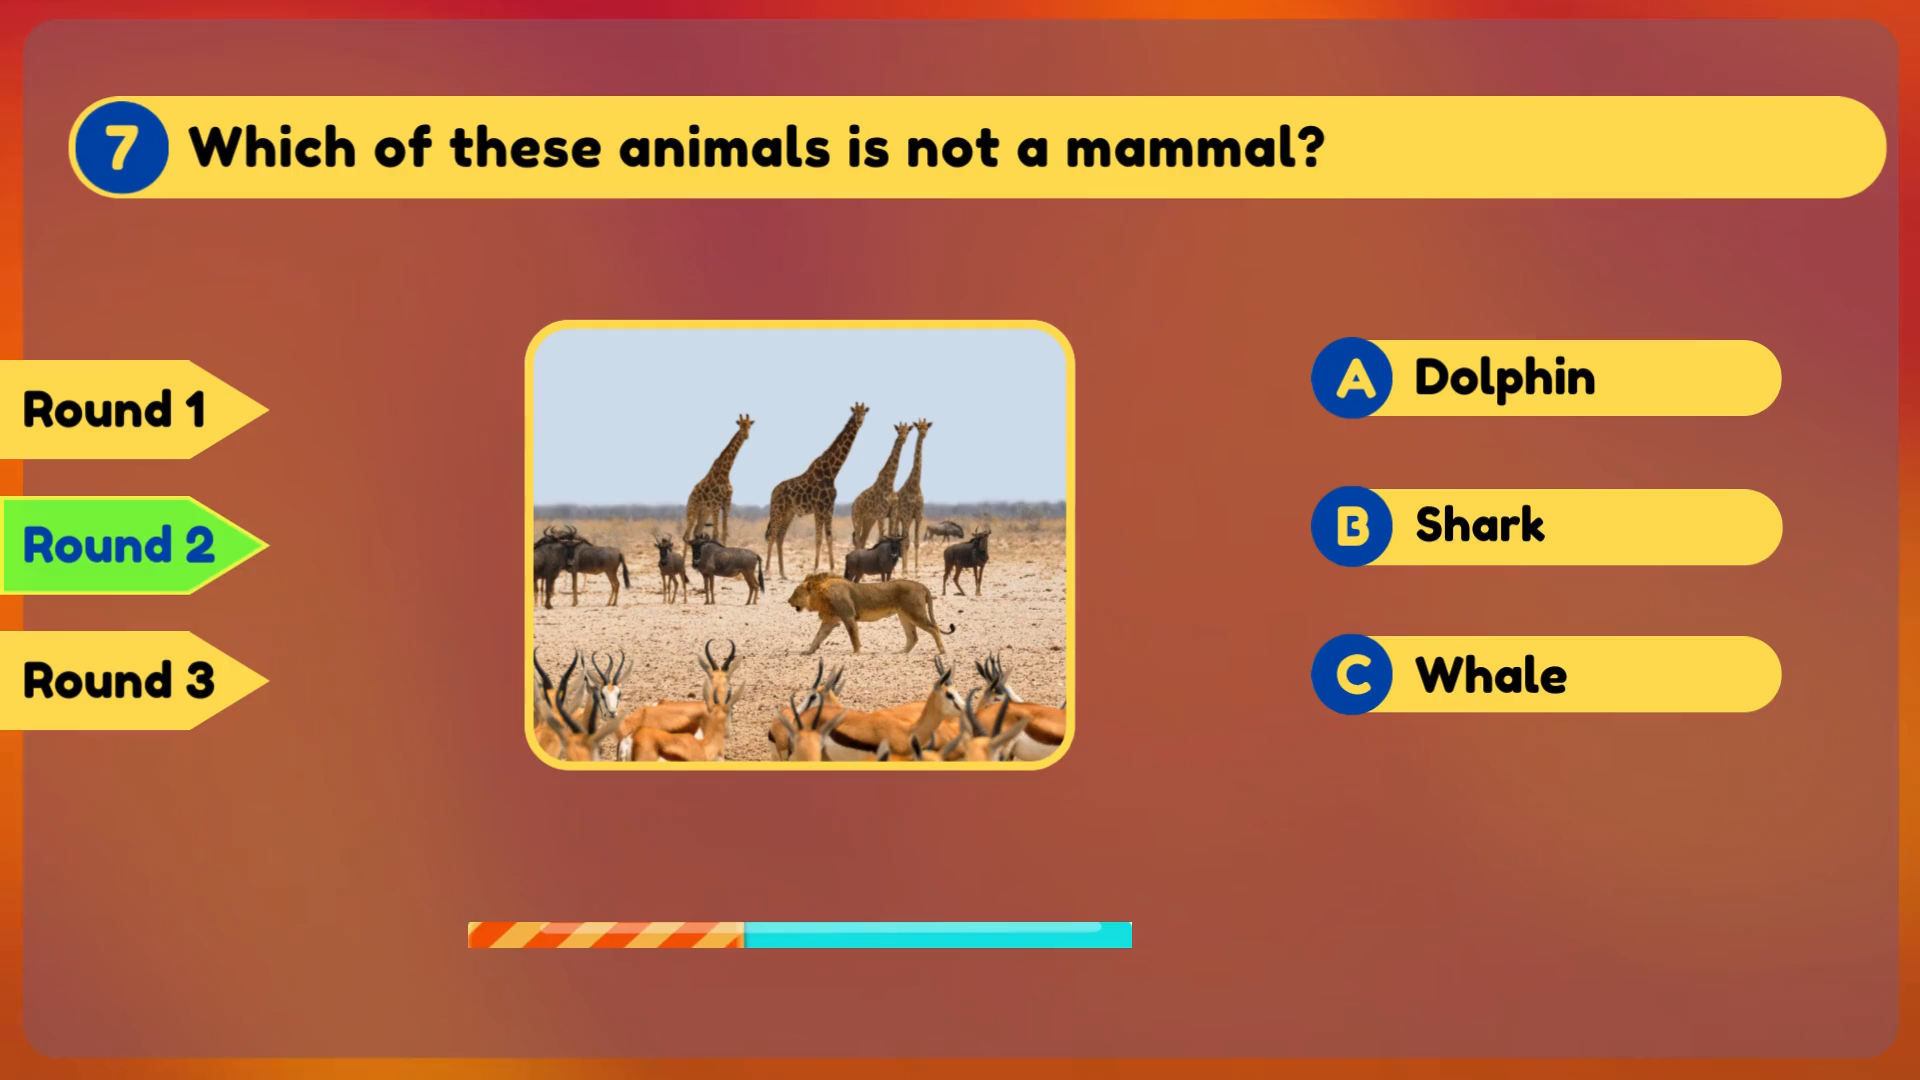 7 Which of these animals is not a mammal?
Round 1
Round 2
Round 3
A Dolphin
B Shark
C Whale